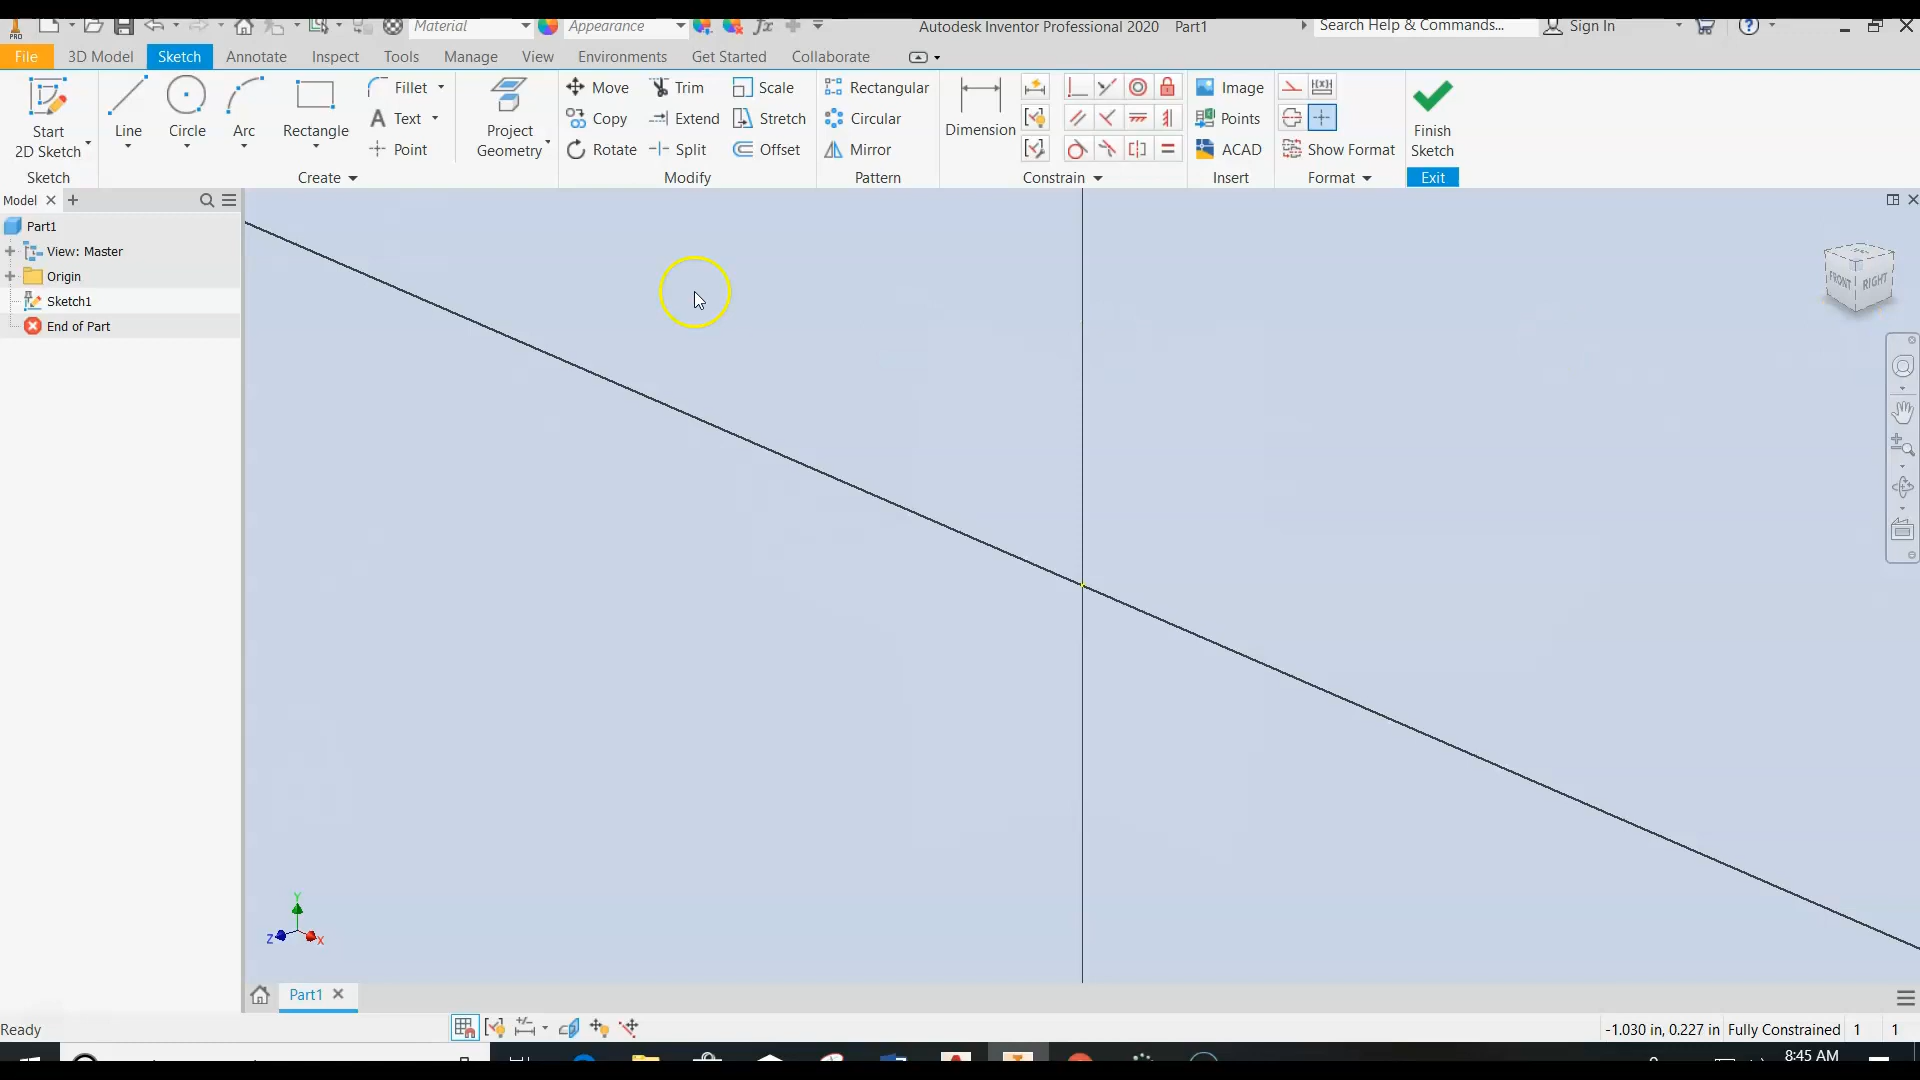 Material
Appearance
fx
Autodesk Inventor Professional 2020 Part1
Search Help & Commands...
Sign In
PRO
File 3D Model Sketch Annotate Inspect Tools Manage View Environments Get Started Collaborate
Start
2D Sketch
Line
Circle
Arc
Rectangle
Fillet
Text
Point
Project
Geometry
Move
Copy
Rotate
Trim
Extend
Split
Scale
Stretch
Offset
Rectangular
Circular
Mirror
Dimension
Image
Points
ACAD
Show Format
Finish
Sketch
Sketch Create Modify Pattern Constrain Insert Format Exit
Model
Part1
View: Master
Origin
Sketch1
End of Part
FRONT RIGHT
Y
Z
X
Part1
Ready
-1.030 in, 0.227 in Fully Constrained 1 1
8:45 AM